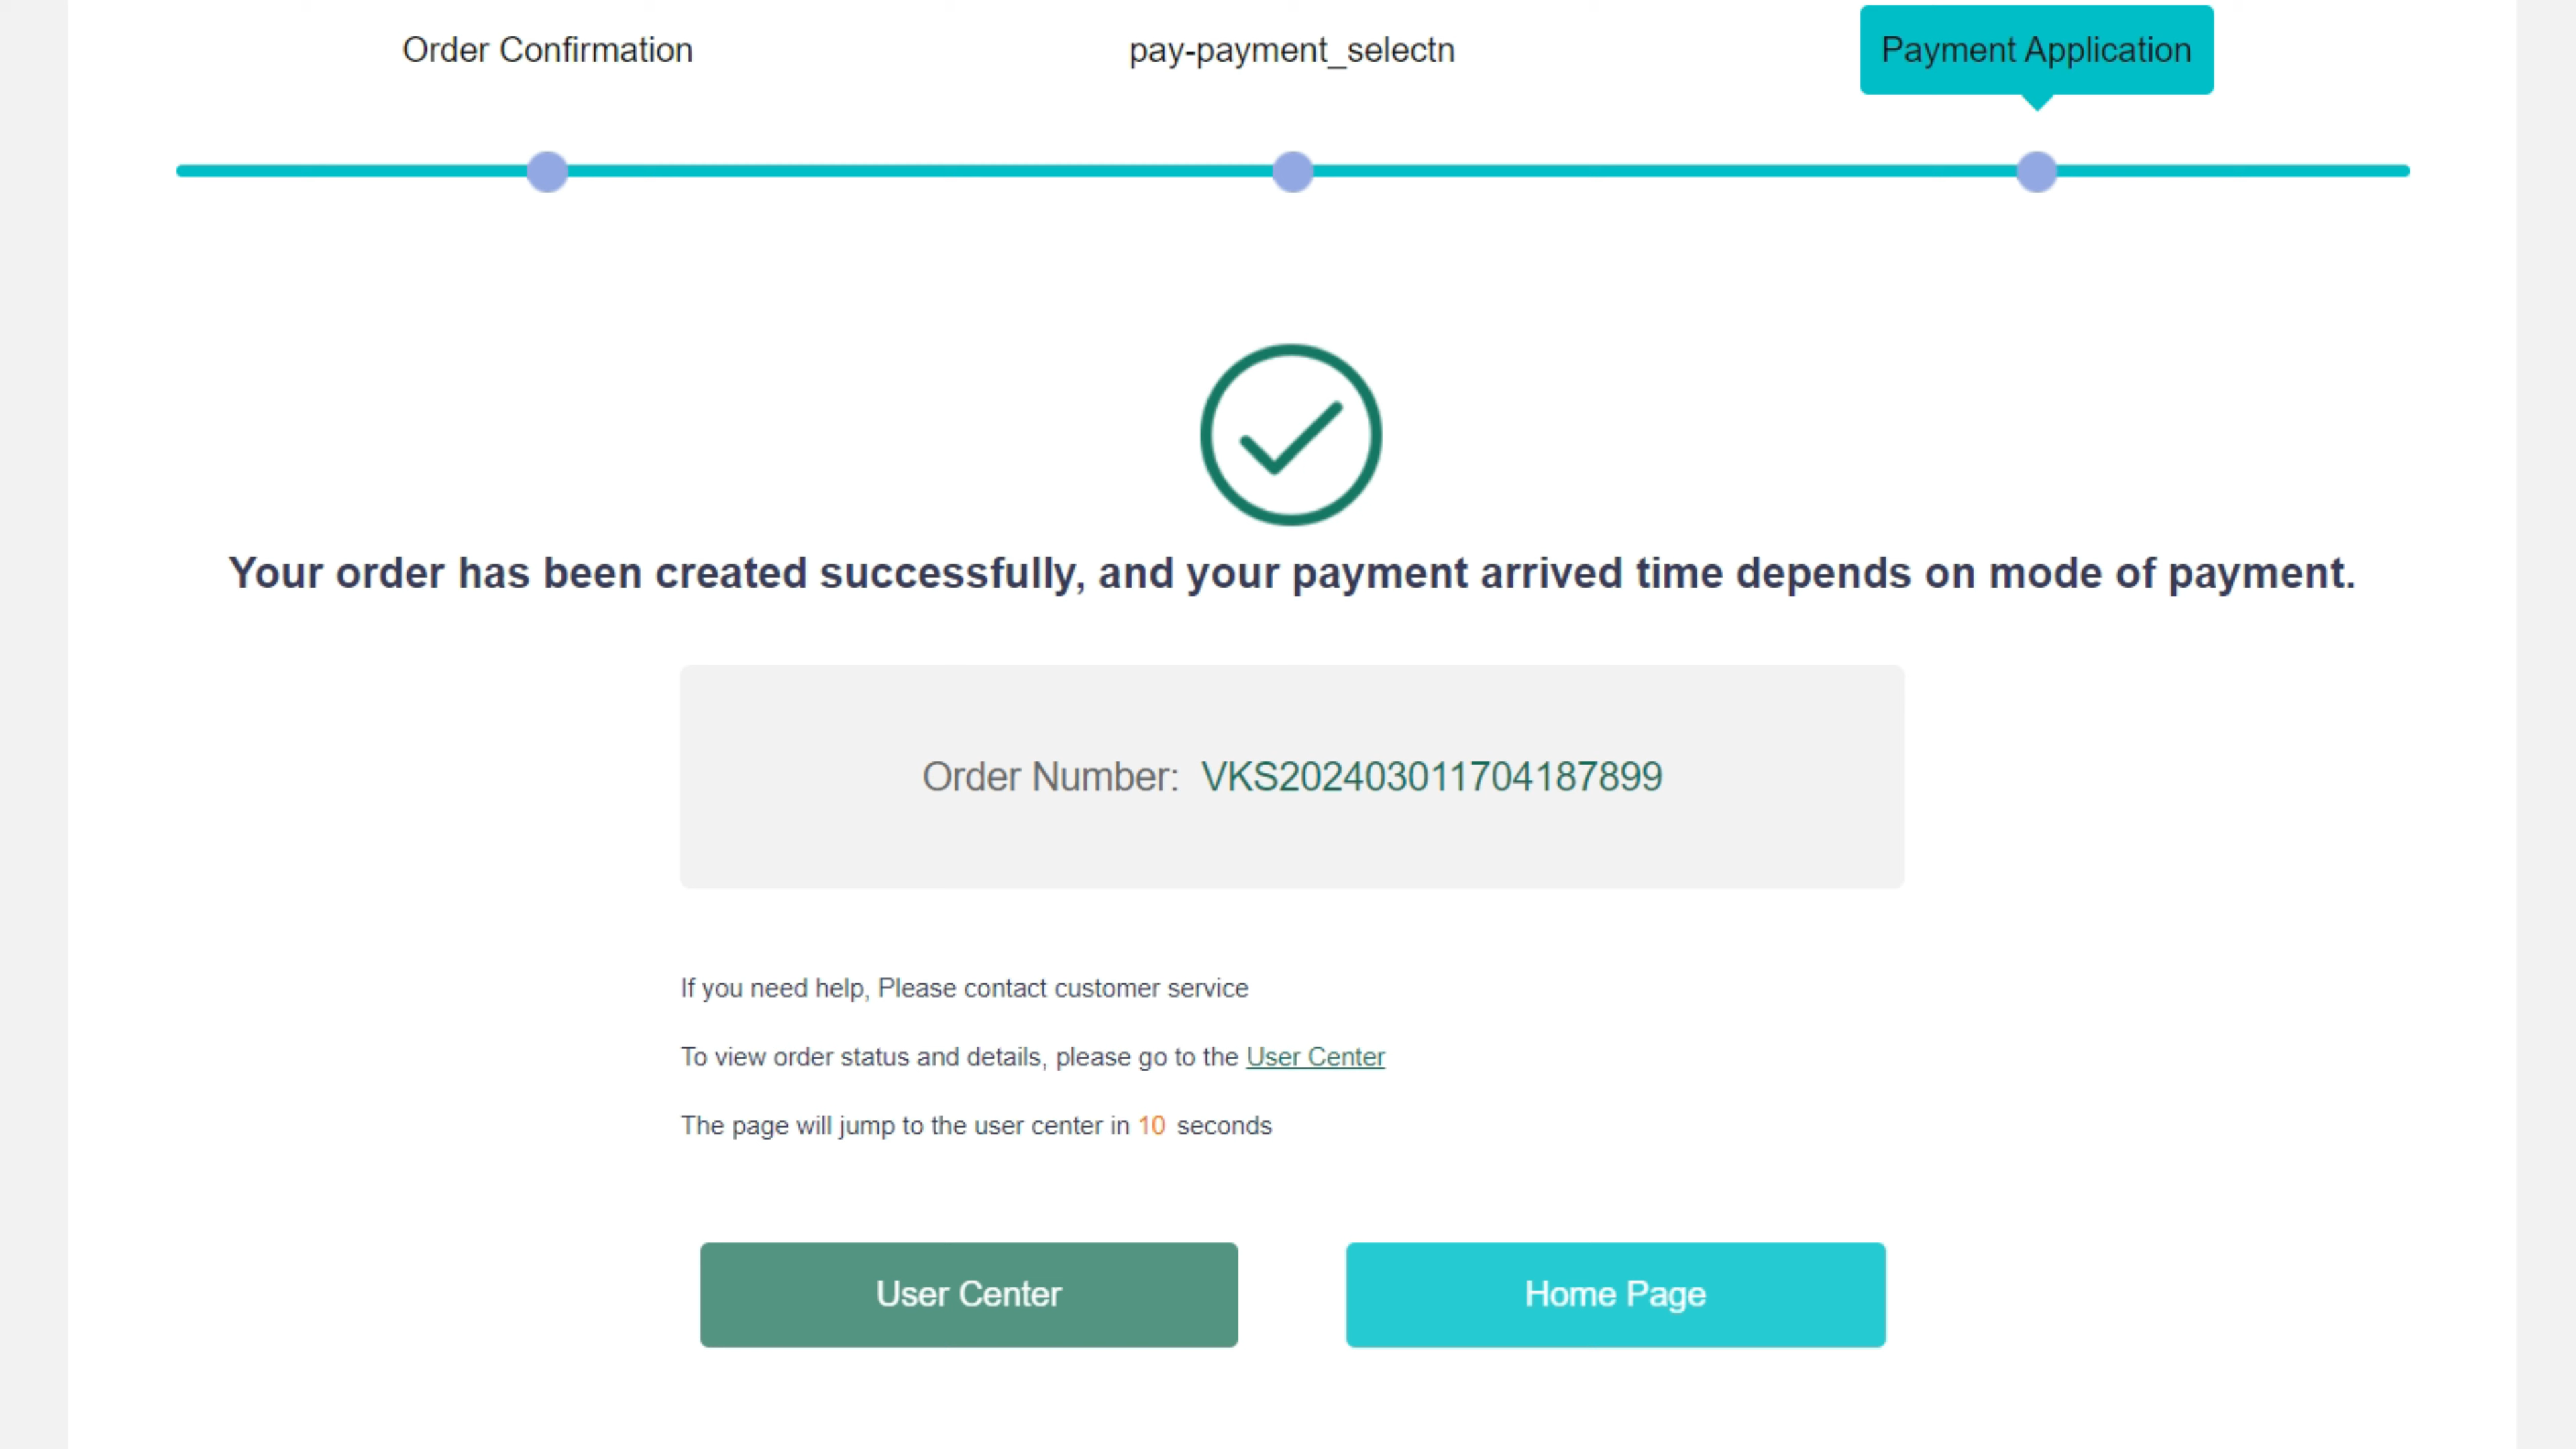 Order Confirmation
pay-payment_selectn
Payment Application
Your order has been created successfully, and your payment arrived time depends on mode of payment.
Order Number: VKS202403011704187899
If you need help, Please contact customer service
To view order status and details, please go to the User Center
The page will jump to the user center in 10 seconds
User Center
Home Page